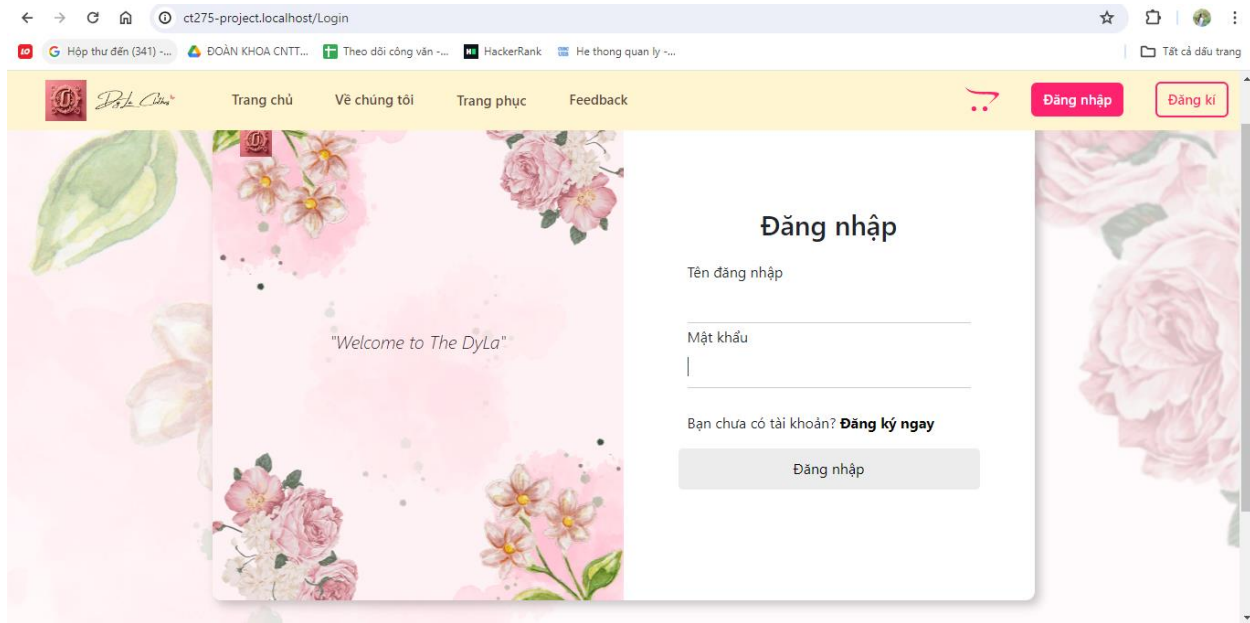 ct275-project.localhost/Login
Hộp thư đến (341) -... ĐOÀN KHOA CNTT... Theo dõi công văn -... HackerRank He thong quan ly -... Tất cả dấu trang
DyLa Clothes Trang chủ Về chúng tôi Trang phục Feedback Đăng nhập Đăng kí
"Welcome to The DyLa"
Đăng nhập
Tên đăng nhập
Mật khẩu
Bạn chưa có tài khoản? Đăng ký ngay
Đăng nhập